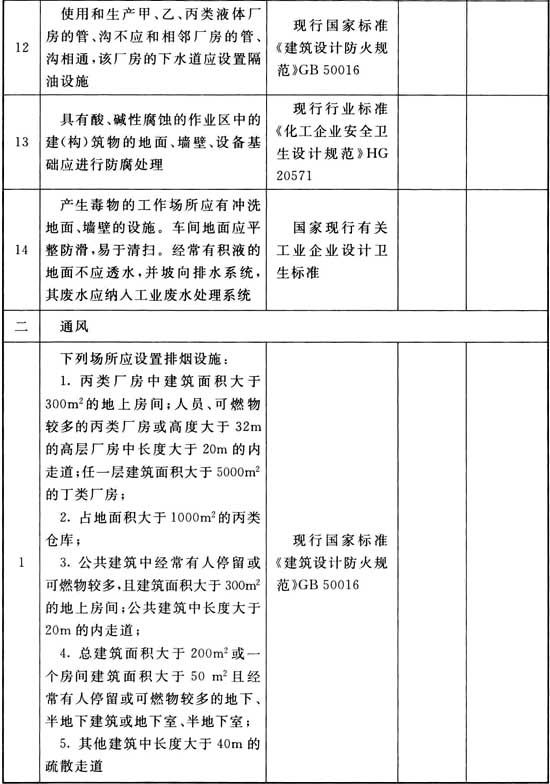 12
使用和生产甲、乙、丙类液体厂
房的管、沟不应和相邻厂房的管、
沟相通,该厂房的下水道应设置隔
油设施
现行国家标准
《建筑设计防火规
范》GB 50016
13
具有酸、碱性腐蚀的作业区中的
建(构)筑物的地面、墙壁、设备基
础应进行防腐处理
现行行业标准
《化工企业安全卫
生设计规范》HG
20571
14
产生毒物的工作场所应有冲洗
地面、墙壁的设施。车间地面应平
整防滑,易于清扫。经常有积液的
地面不应透水,并坡向排水系统,
其废水应纳入工业废水处理系统
国家现行有关
工业企业设计卫
生标准
二
通风
1
下列场所应设置排烟设施:
1. 丙类厂房中建筑面积大于
300m²的地上房间;人员、可燃物
较多的丙类厂房或高度大于 32m
的高层厂房中长度大于 20m 的内
走道;任一层建筑面积大于 5000m²
的丁类厂房;
2. 占地面积大于 1000m²的丙类
仓库;
3. 公共建筑中经常有人停留或
可燃物较多,且建筑面积大于 300m²
的地上房间;公共建筑中长度大于
20m 的内走道;
4. 总建筑面积大于 200m²或一
个房间建筑面积大于 50 m²且经
常有人停留或可燃物较多的地下、
半地下建筑或地下室、半地下室;
5. 其他建筑中长度大于 40m 的
疏散走道
现行国家标准
《建筑设计防火规
范》GB 50016